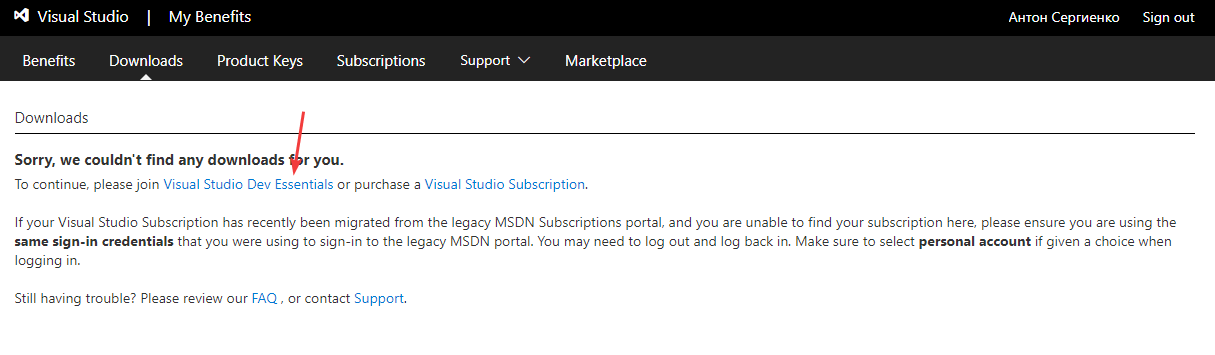 Visual Studio | My Benefits Антон Сергиенко Sign out
Benefits Downloads Product Keys Subscriptions Support Marketplace
Downloads
Sorry, we couldn't find any downloads for you.
To continue, please join Visual Studio Dev Essentials or purchase a Visual Studio Subscription.
If your Visual Studio Subscription has recently been migrated from the legacy MSDN Subscriptions portal, and you are unable to find your subscription here, please ensure you are using the
same sign-in credentials that you were using to sign-in to the legacy MSDN portal. You may need to log out and log back in. Make sure to select personal account if given a choice when
logging in.
Still having trouble? Please review our FAQ , or contact Support.